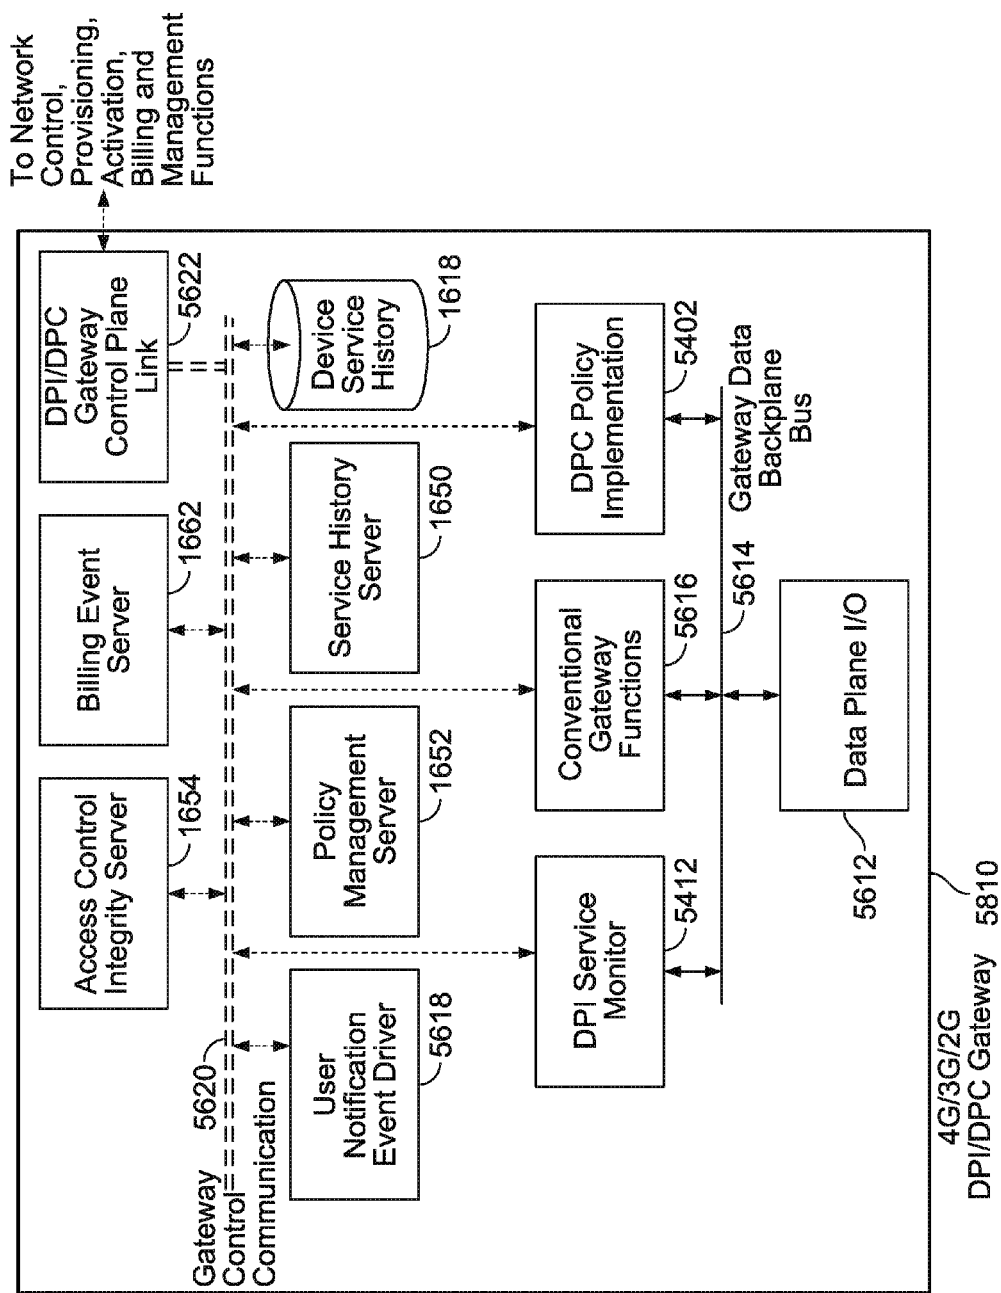 To Network
Control,
Provisioning,
Activation,
Billing and
Management
Functions
Access Control
Integrity Server
1654
Billing Event
Server
1662
DPI/DPC
Gateway
Control Plane
Link
5622
Gateway
Control
Communication
5620
User
Notification
Event Driver
5618
Policy
Management
Server
1652
Service History
Server
1650
Device
Service
History
1618
DPI Service
Monitor
5412
Conventional
Gateway
Functions
5616
DPC Policy
Implementation
5402
5614
Gateway Data
Backplane
Bus
Data Plane I/O
5612
4G/3G/2G
DPI/DPC Gateway
5810